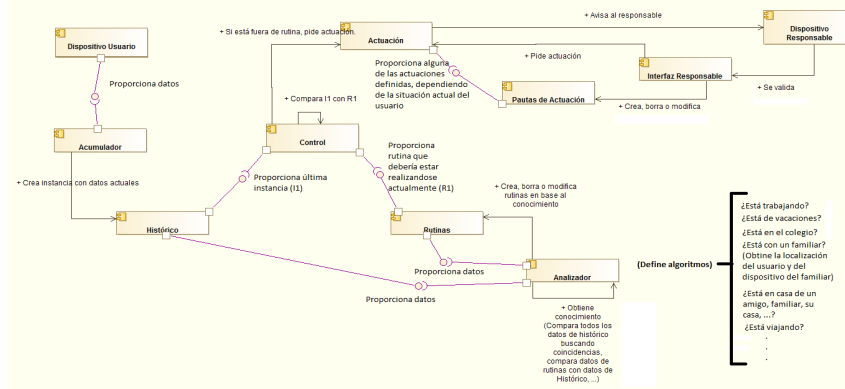 + Avisa al responsable
Dispositivo
Responsable
+ Si está fuera de rutina, pide actuación.
Actuación
Dispositivo Usuario
+ Pide actuación
Proporciona alguna
de las actuaciones
definidas, dependiendo
de la situación actual del
usuario
Interfaz Responsable
+ Se valida
Proporciona datos
Pautas de Actuación
+ Crea, borra o modifica
+ Compara I1 con R1
Acumulador
Control
Proporciona
rutina que
debería estar
realizandose
actualmente (R1)
Proporciona última
instancia (I1)
+ Crea instancia con datos actuales
+ Crea, borra o modifica
rutinas en base al
conocimiento
Histórico
Rutinas
Proporciona datos
Analizador
Proporciona datos
+ Obtiene
conocimiento
(Compara todos los
datos de histórico
buscando
coincidencias,
compara datos de
rutinas con datos de
Histórico, ...)
(Define algoritmos)
¿Está trabajando?
¿Está de vacaciones?
¿Está en el colegio?
¿Está con un familiar?
(Obtine la localización
del usuario y del
dispositivo del familiar)
¿Está en casa de un
amigo, familiar, su
casa, ...?
¿Está viajando?
.
.
.